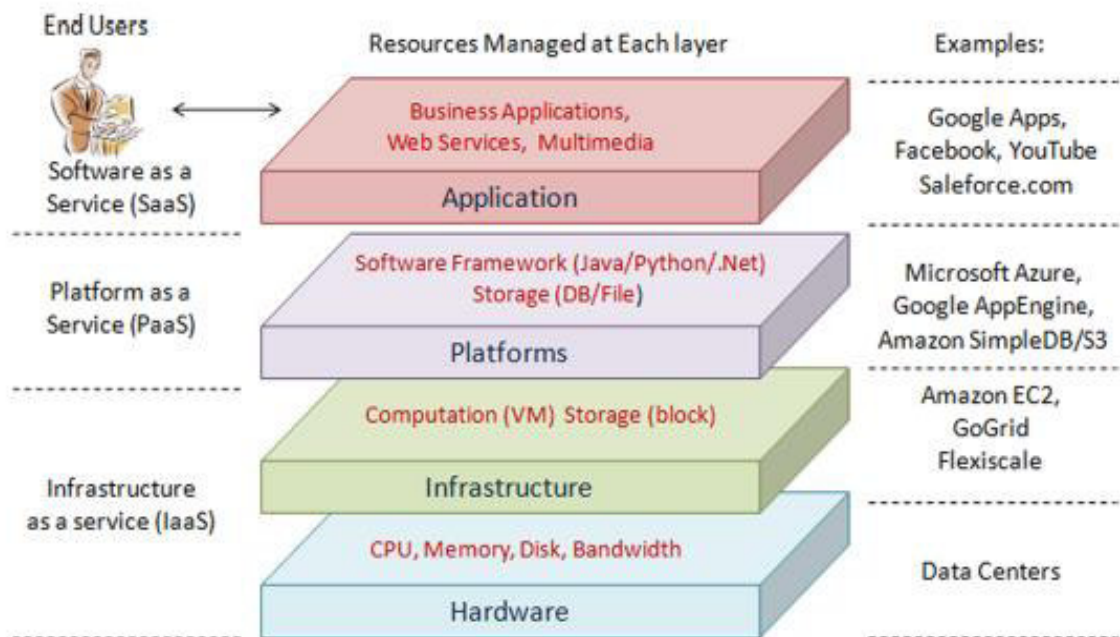 End Users
Resources Managed at Each layer
Examples:
Business Applications,
Web Services, Multimedia
Application
Software as a
Service (SaaS)
Google Apps,
Facebook, YouTube
Saleforce.com
Software Framework (Java/Python/.Net)
Storage (DB/File)
Platforms
Platform as a
Service (PaaS)
Microsoft Azure,
Google AppEngine,
Amazon SimpleDB/S3
Computation (VM) Storage (block)
Infrastructure
Amazon EC2,
GoGrid
Flexiscale
Infrastructure
as a service (IaaS)
CPU, Memory, Disk, Bandwidth
Hardware
Data Centers